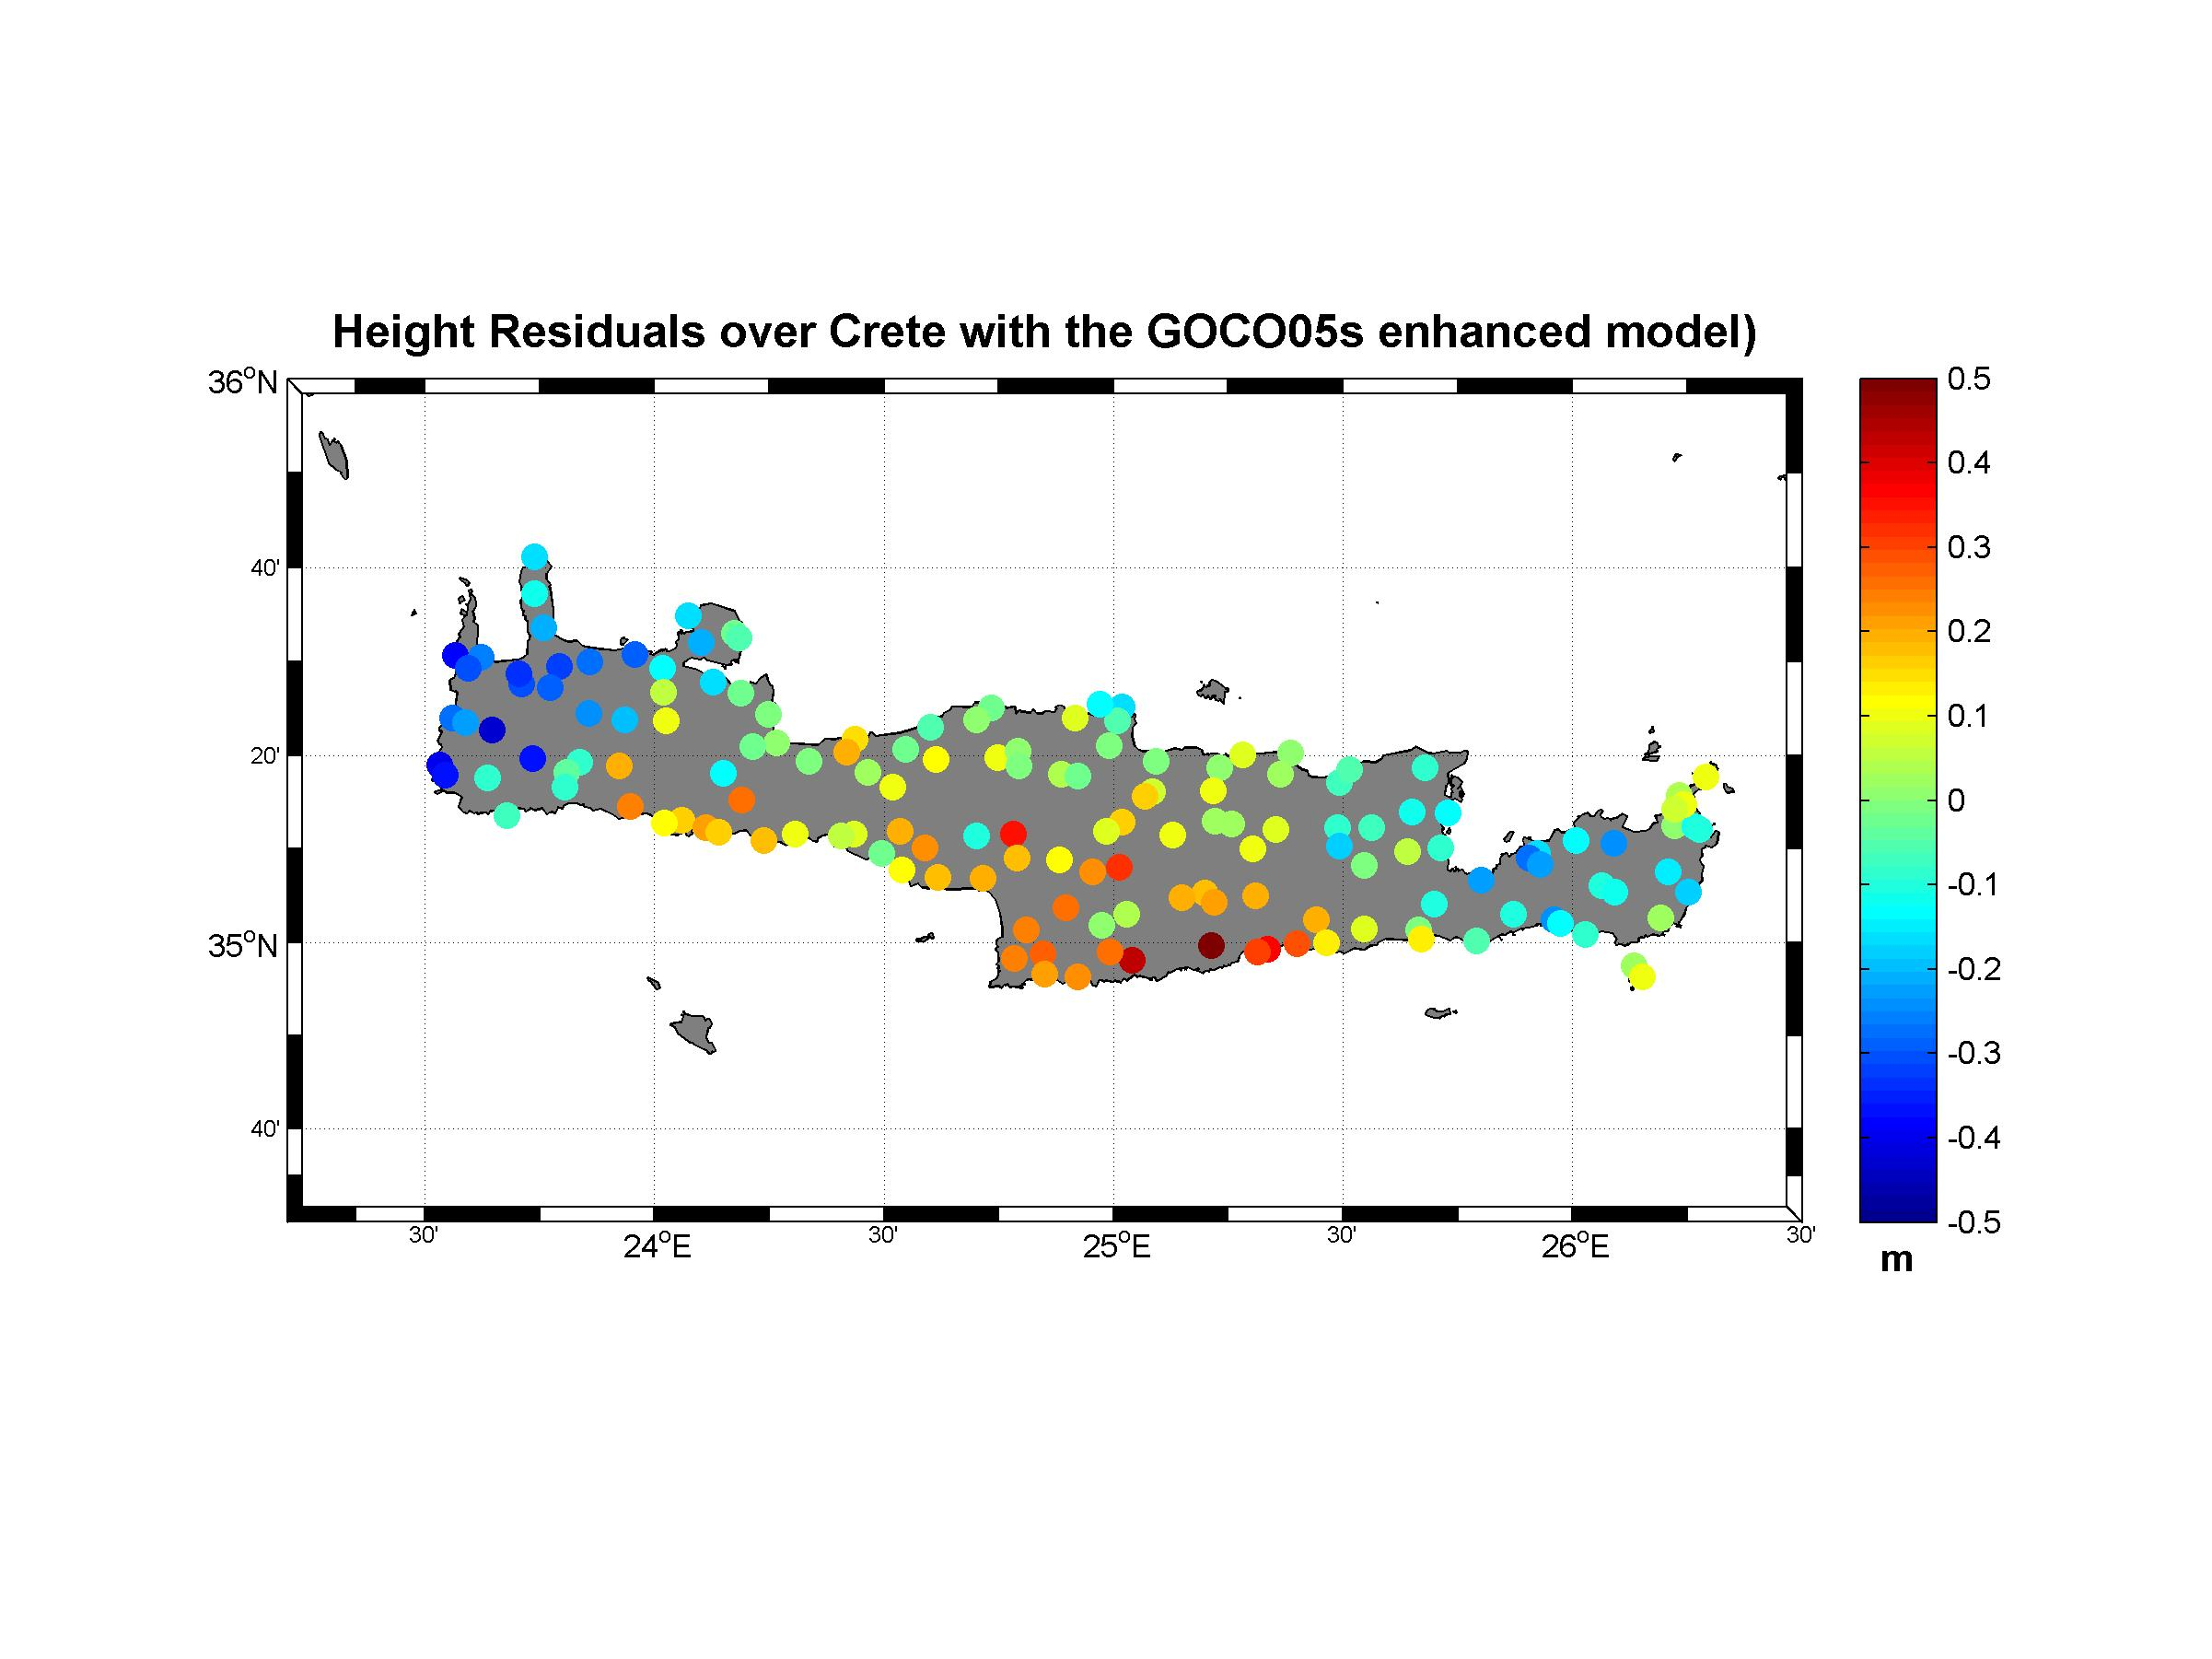 Height Residuals over Crete with the GOCO05s enhanced model)
36°N
40'
20'
35°N
40'
30'
24°E
30'
25°E
30'
26°E
30'
0.5
0.4
0.3
0.2
0.1
0
-0.1
-0.2
-0.3
-0.4
-0.5
m